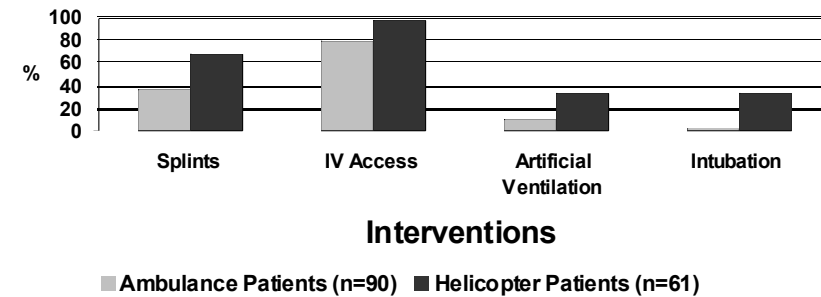 100
80
60
%
40
20
0
Splints IV Access Artificial Ventilation Intubation
Interventions
Ambulance Patients (n=90) Helicopter Patients (n=61)